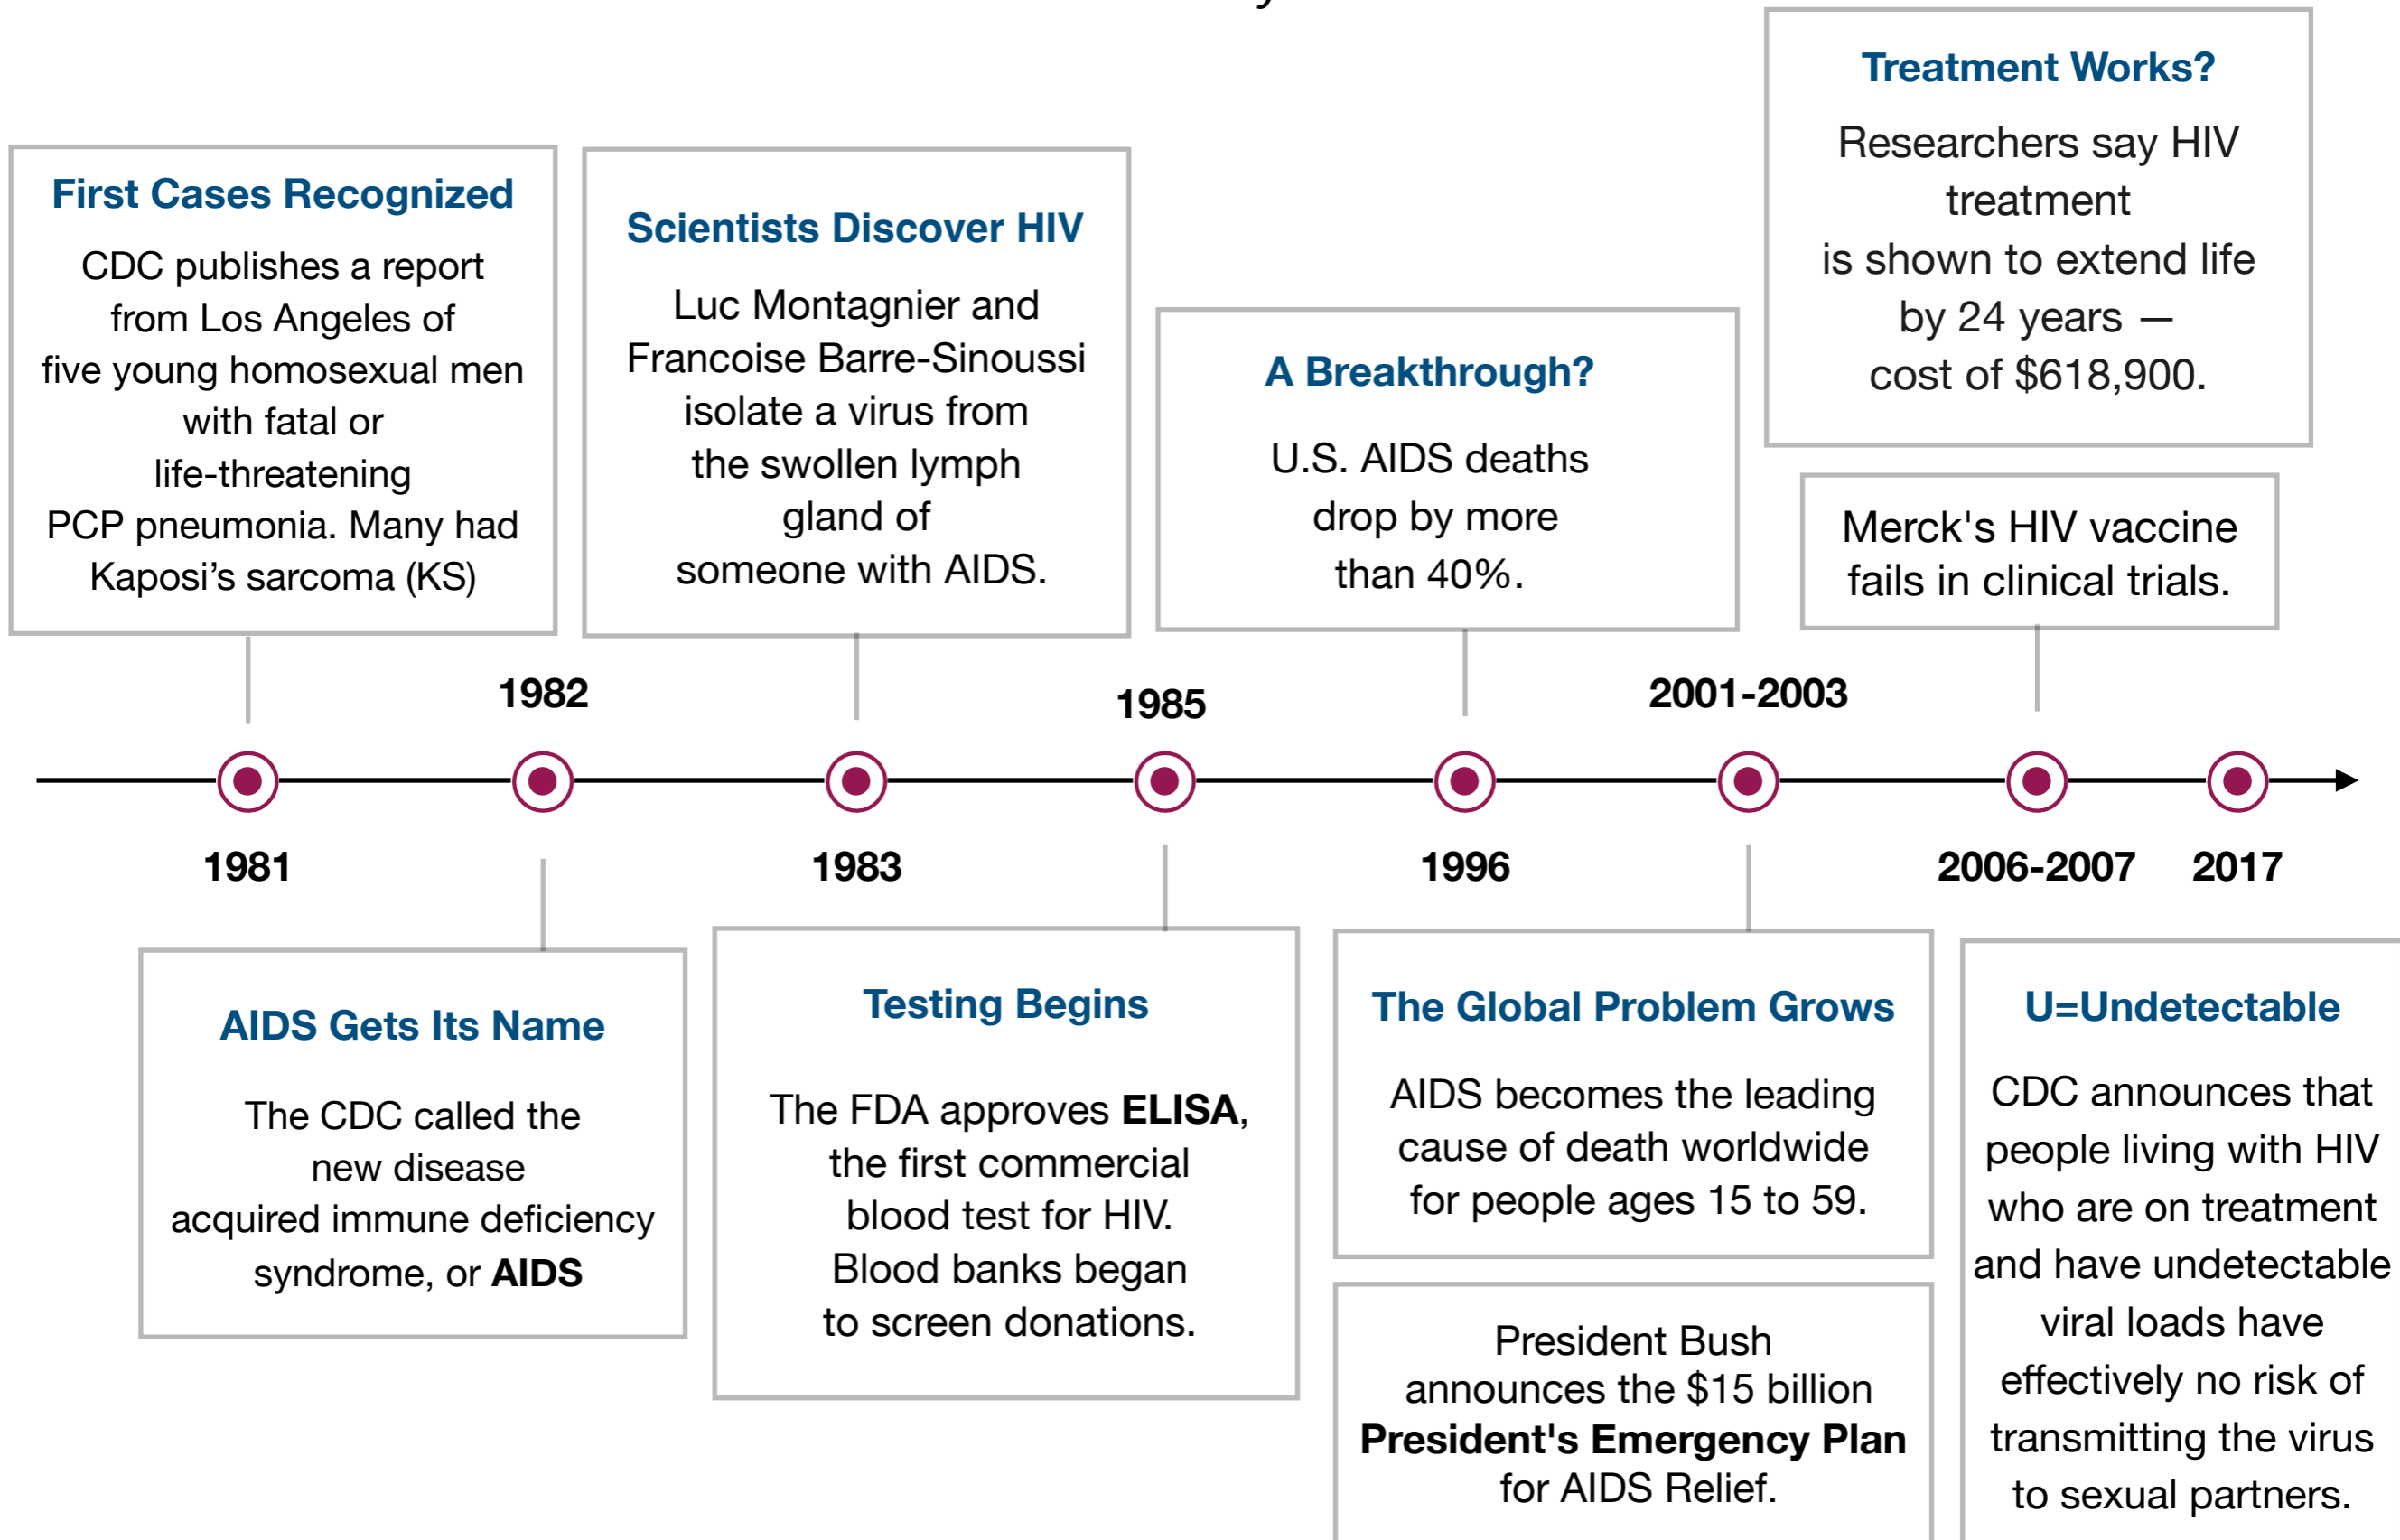 First Cases Recognized
CDC publishes a report
from Los Angeles of
five young homosexual men
with fatal or
life-threatening
PCP pneumonia. Many had
Kaposi’s sarcoma (KS)
Scientists Discover HIV
Luc Montagnier and
Francoise Barre-Sinoussi
isolate a virus from
the swollen lymph
gland of
someone with AIDS.
A Breakthrough?
U.S. AIDS deaths
drop by more
than 40%.
Treatment Works?
Researchers say HIV
treatment
is shown to extend life
by 24 years —
cost of $618,900.
Merck's HIV vaccine
fails in clinical trials.
1982
1985
2001-2003
1981
1983
1996
2006-2007
2017
AIDS Gets Its Name
The CDC called the
new disease
acquired immune deficiency
syndrome, or AIDS
Testing Begins
The FDA approves ELISA,
the first commercial
blood test for HIV.
Blood banks began
to screen donations.
The Global Problem Grows
AIDS becomes the leading
cause of death worldwide
for people ages 15 to 59.
President Bush
announces the $15 billion
President's Emergency Plan
for AIDS Relief.
U=Undetectable
CDC announces that
people living with HIV
who are on treatment
and have undetectable
viral loads have
effectively no risk of
transmitting the virus
to sexual partners.